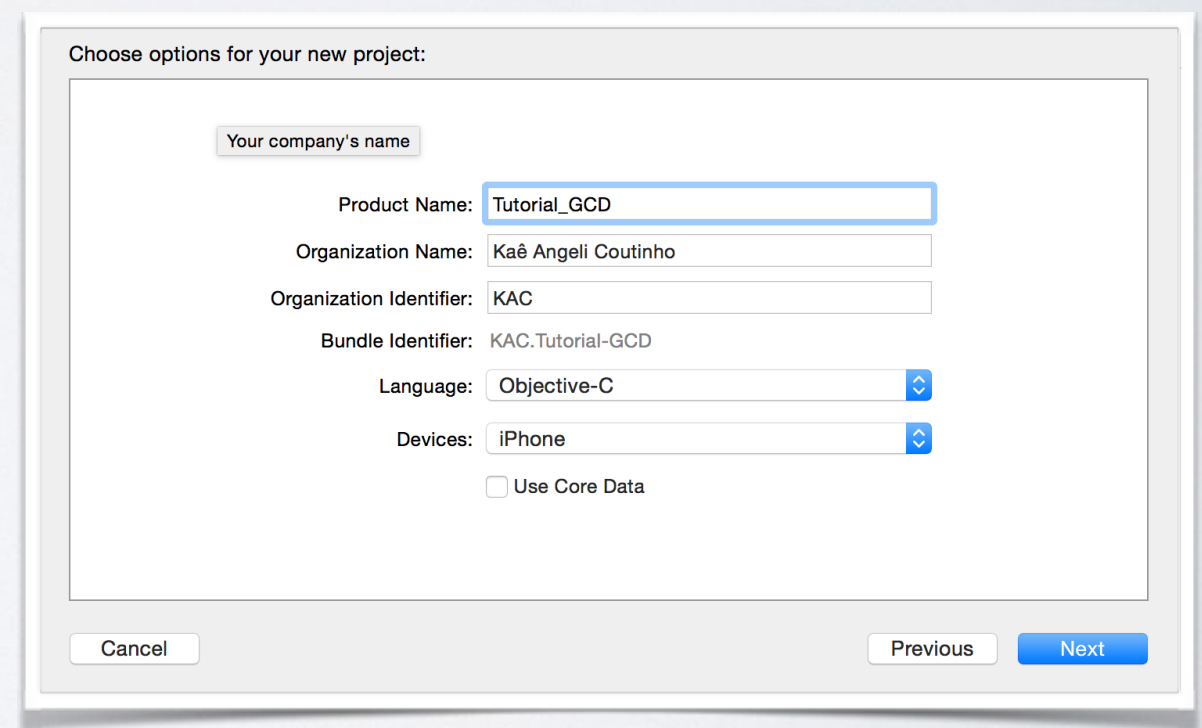 Choose options for your new project:
Your company's name
Product Name: Tutorial_GCD
Organization Name: Kaê Angeli Coutinho
Organization Identifier: KAC
Bundle Identifier: KAC.Tutorial-GCD
Language: Objective-C
Devices: iPhone
Use Core Data
Cancel Previous Next